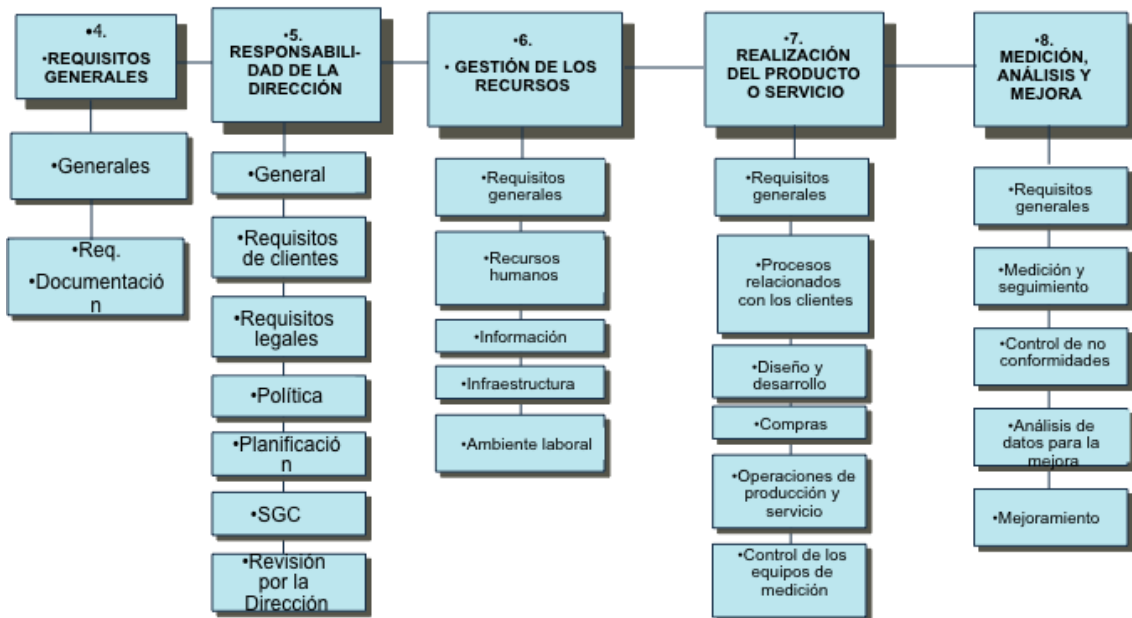 •4.
•REQUISITOS
GENERALES
•Generales
•Req.
•Documentació
n
•5.
RESPONSABILI-
DAD DE LA
DIRECCIÓN
•General
•Requisitos
de clientes
•Requisitos
legales
•Política
•Planificació
n
•SGC
•Revisión
por la
Dirección
•6.
• GESTIÓN DE LOS
RECURSOS
•Requisitos
generales
•Recursos
humanos
•Información
•Infraestructura
•Ambiente laboral
•7.
REALIZACIÓN
DEL PRODUCTO
O SERVICIO
•Requisitos
generales
•Procesos
relacionados
con los clientes
•Diseño y
desarrollo
•Compras
•Operaciones de
producción y
servicio
•Control de los
equipos de
medición
•8.
MEDICIÓN,
ANÁLISIS Y
MEJORA
•Requisitos
generales
•Medición y
seguimiento
•Control de no
conformidades
•Análisis de
datos para la
mejora
•Mejoramiento